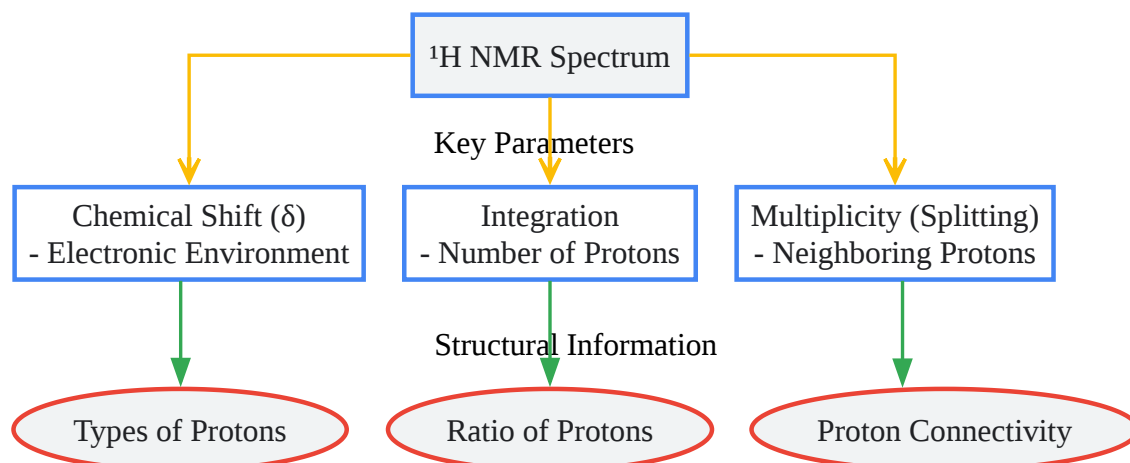 ¹H NMR Spectrum
Key Parameters
Chemical Shift (δ)
- Electronic Environment
Integration
- Number of Protons
Multiplicity (Splitting)
- Neighboring Protons
Structural Information
Types of Protons
Ratio of Protons
Proton Connectivity